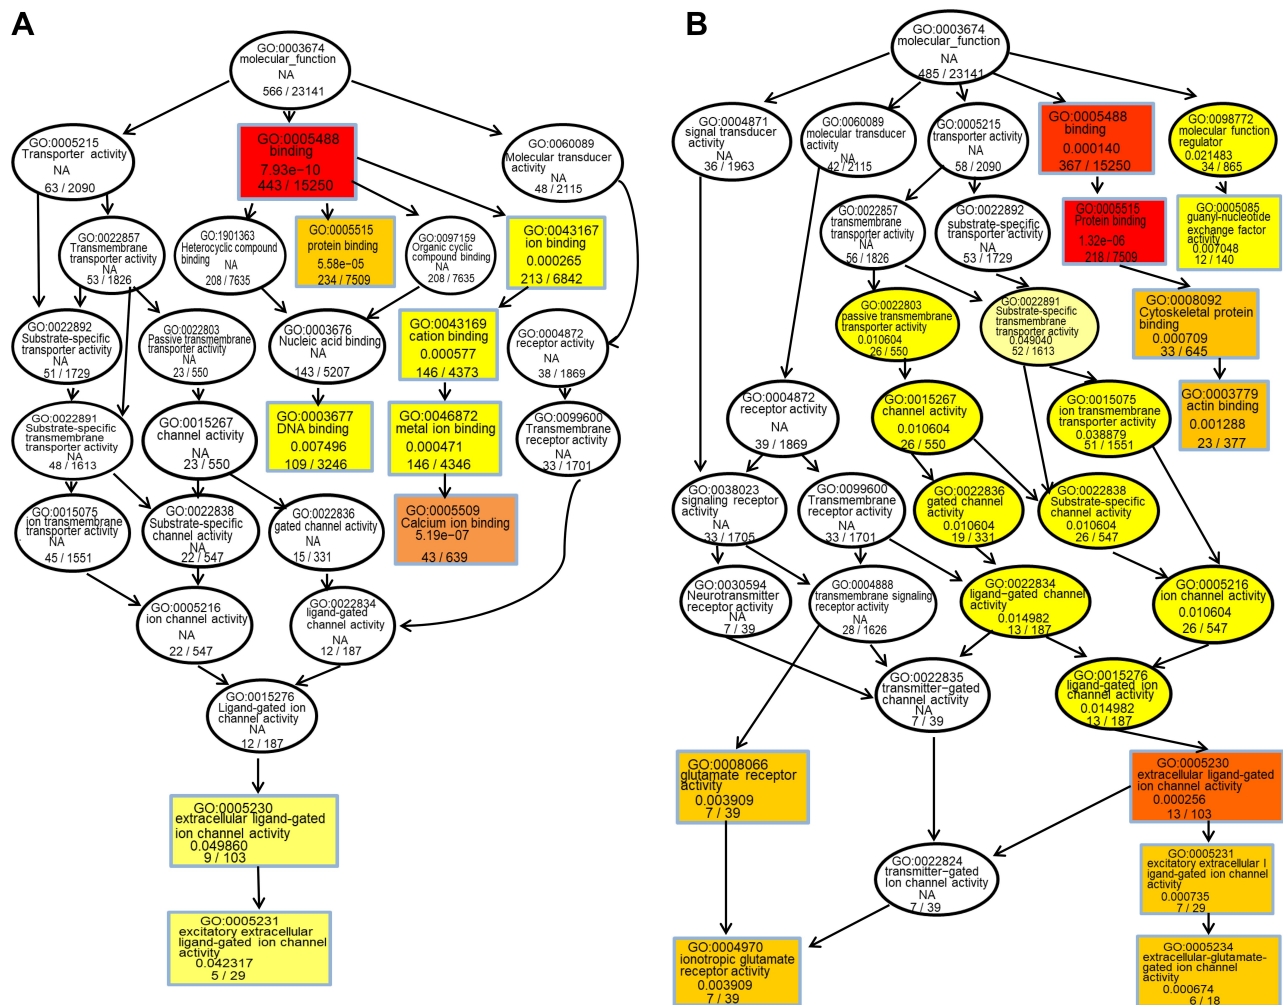 A
GO:0003674
molecular_function
NA
566 / 23141
GO:0005215
Transporter activity
NA
63 / 2090
GO:0005488
binding
7.93e−10
443 / 15250
GO:0060089
Molecular transducer
activity
NA
48 / 2115
GO:0022857
Transmembrane
transporter activity
NA
53 / 1826
GO:1901363
Heterocyclic compound
binding
NA
208 / 7635
GO:0005515
protein binding
5.58e−05
234 / 7509
GO:0097159
Organic cyclic
compound binding
NA
208 / 7635
GO:0043167
ion binding
0.000265
213 / 6842
GO:0022892
Substrate-specific
transporter activity
NA
51 / 1729
GO:0022803
Passive transmembrane
transporter activity
NA
23 / 550
GO:0003676
Nucleic acid binding
NA
143 / 5207
GO:0043169
cation binding
0.000577
146 / 4373
GO:0004872
receptor activity
NA
38 / 1869
GO:0022891
Substrate-specific
transmembrane
transporter activity
NA
48 / 1613
GO:0015267
channel activity
NA
23 / 550
GO:0003677
DNA binding
0.007496
109 / 3246
GO:0046872
metal ion binding
0.000471
146 / 4346
GO:0099600
Transmembrane
receptor activity
NA
33 / 1701
GO:0015075
ion transmembrane
transporter activity
NA
45 / 1551
GO:0022838
Substrate-specific
channel activity
NA
22 / 547
GO:0022836
gated channel activity
NA
15 / 331
GO:0005509
Calcium ion binding
5.19e−07
43 / 639
GO:0005216
ion channel activity
NA
22 / 547
GO:0022834
ligand-gated
channel activity
NA
12 / 187
GO:0015276
Ligand-gated ion
channel activity
NA
12 / 187
GO:0005230
extracellular ligand-gated
ion channel activity
0.049860
9 / 103
GO:0005231
excitatory extracellular
ligand-gated ion channel
activity
0.042317
5 / 29
B
GO:0003674
molecular_function
NA
485 / 23141
GO:0004871
signal transducer
activity
NA
36 / 1963
GO:0060089
molecular transducer
activity
NA
42 / 2115
GO:0005215
transporter activity
NA
58 / 2090
GO:0005488
binding
0.000140
367 / 15250
GO:0098772
molecular function
regulator
0.021483
34 / 865
GO:0022857
transmembrane
transporter activity
NA
56 / 1826
GO:0022892
substrate-specific
transporter activity
NA
53 / 1729
GO:0005515
Protein binding
1.32e−06
218 / 7509
GO:0005085
guanyl-nucleotide
exchange factor
activity
0.007048
12 / 140
GO:0022803
passive transmembrane
transporter activity
0.010604
26 / 550
GO:0022891
Substrate-specific
transmembrane
transporter activity
0.049040
52 / 1613
GO:0008092
Cytoskeletal protein
binding
0.000709
33 / 645
GO:0004872
receptor activity
NA
39 / 1869
GO:0015267
channel activity
0.010604
26 / 550
GO:0015075
ion transmembrane
transporter activity
0.038879
51 / 1551
GO:0003779
actin binding
0.001288
23 / 377
GO:0038023
signaling receptor
activity
NA
33 / 1705
GO:0099600
Transmembrane
receptor activity
NA
33 / 1701
GO:0022836
gated channel
activity
0.010604
19 / 331
GO:0022838
Substrate-specific
channel activity
0.010604
26 / 547
GO:0030594
Neurotransmitter
receptor activity
NA
7 / 39
GO:0004888
transmembrane signaling
receptor activity
NA
28 / 1626
GO:0022834
ligand−gated channel
activity
0.014982
13 / 187
GO:0005216
ion channel activity
0.010604
26 / 547
GO:0022835
transmitter−gated
channel activity
NA
7 / 39
GO:0015276
ligand-gated ion
channel activity
0.014982
13 / 187
GO:0008066
glutamate receptor
activity
0.003909
7 / 39
GO:0005230
extracellular ligand-gated
ion channel activity
0.000256
13 / 103
GO:0022824
transmitter−gated
Ion channel activity
NA
7 / 39
GO:0005231
excitatory extracellular l
igand-gated ion channel
activity
0.000735
7 / 29
GO:0004970
ionotropic glutamate
receptor activity
0.003909
7 / 39
GO:0005234
extracellular-glutamate-
gated ion channel
activity
0.000674
6 / 18